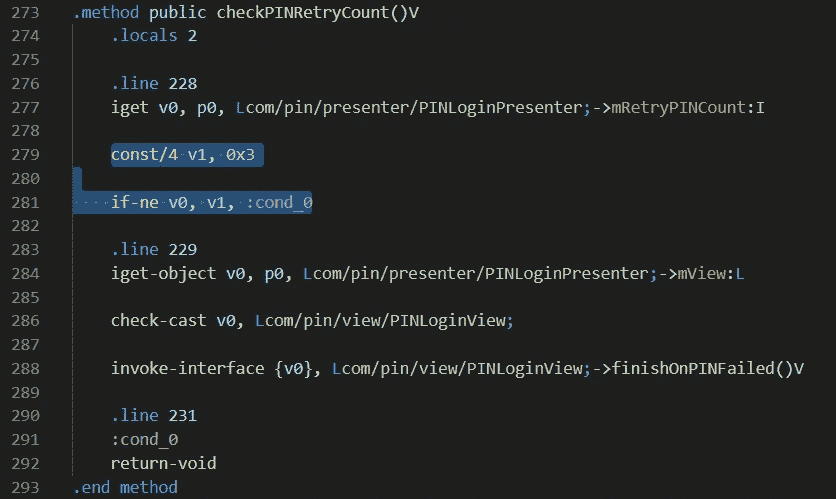 273 .method public checkPINRetryCount()V
274 .locals 2
275
276 .line 228
277 iget v0, p0, Lcom/pin/presenter/PINLoginPresenter;->mRetryPINCount:I
278
279 const/4 v1, 0x3
280
281 if-ne v0, v1, :cond_0
282
283 .line 229
284 iget-object v0, p0, Lcom/pin/presenter/PINLoginPresenter;->mView:L
285
286 check-cast v0, Lcom/pin/view/PINLoginView;
287
288 invoke-interface {v0}, Lcom/pin/view/PINLoginView;->finishOnPINFailed()V
289
290 .line 231
291 :cond_0
292 return-void
293 .end method